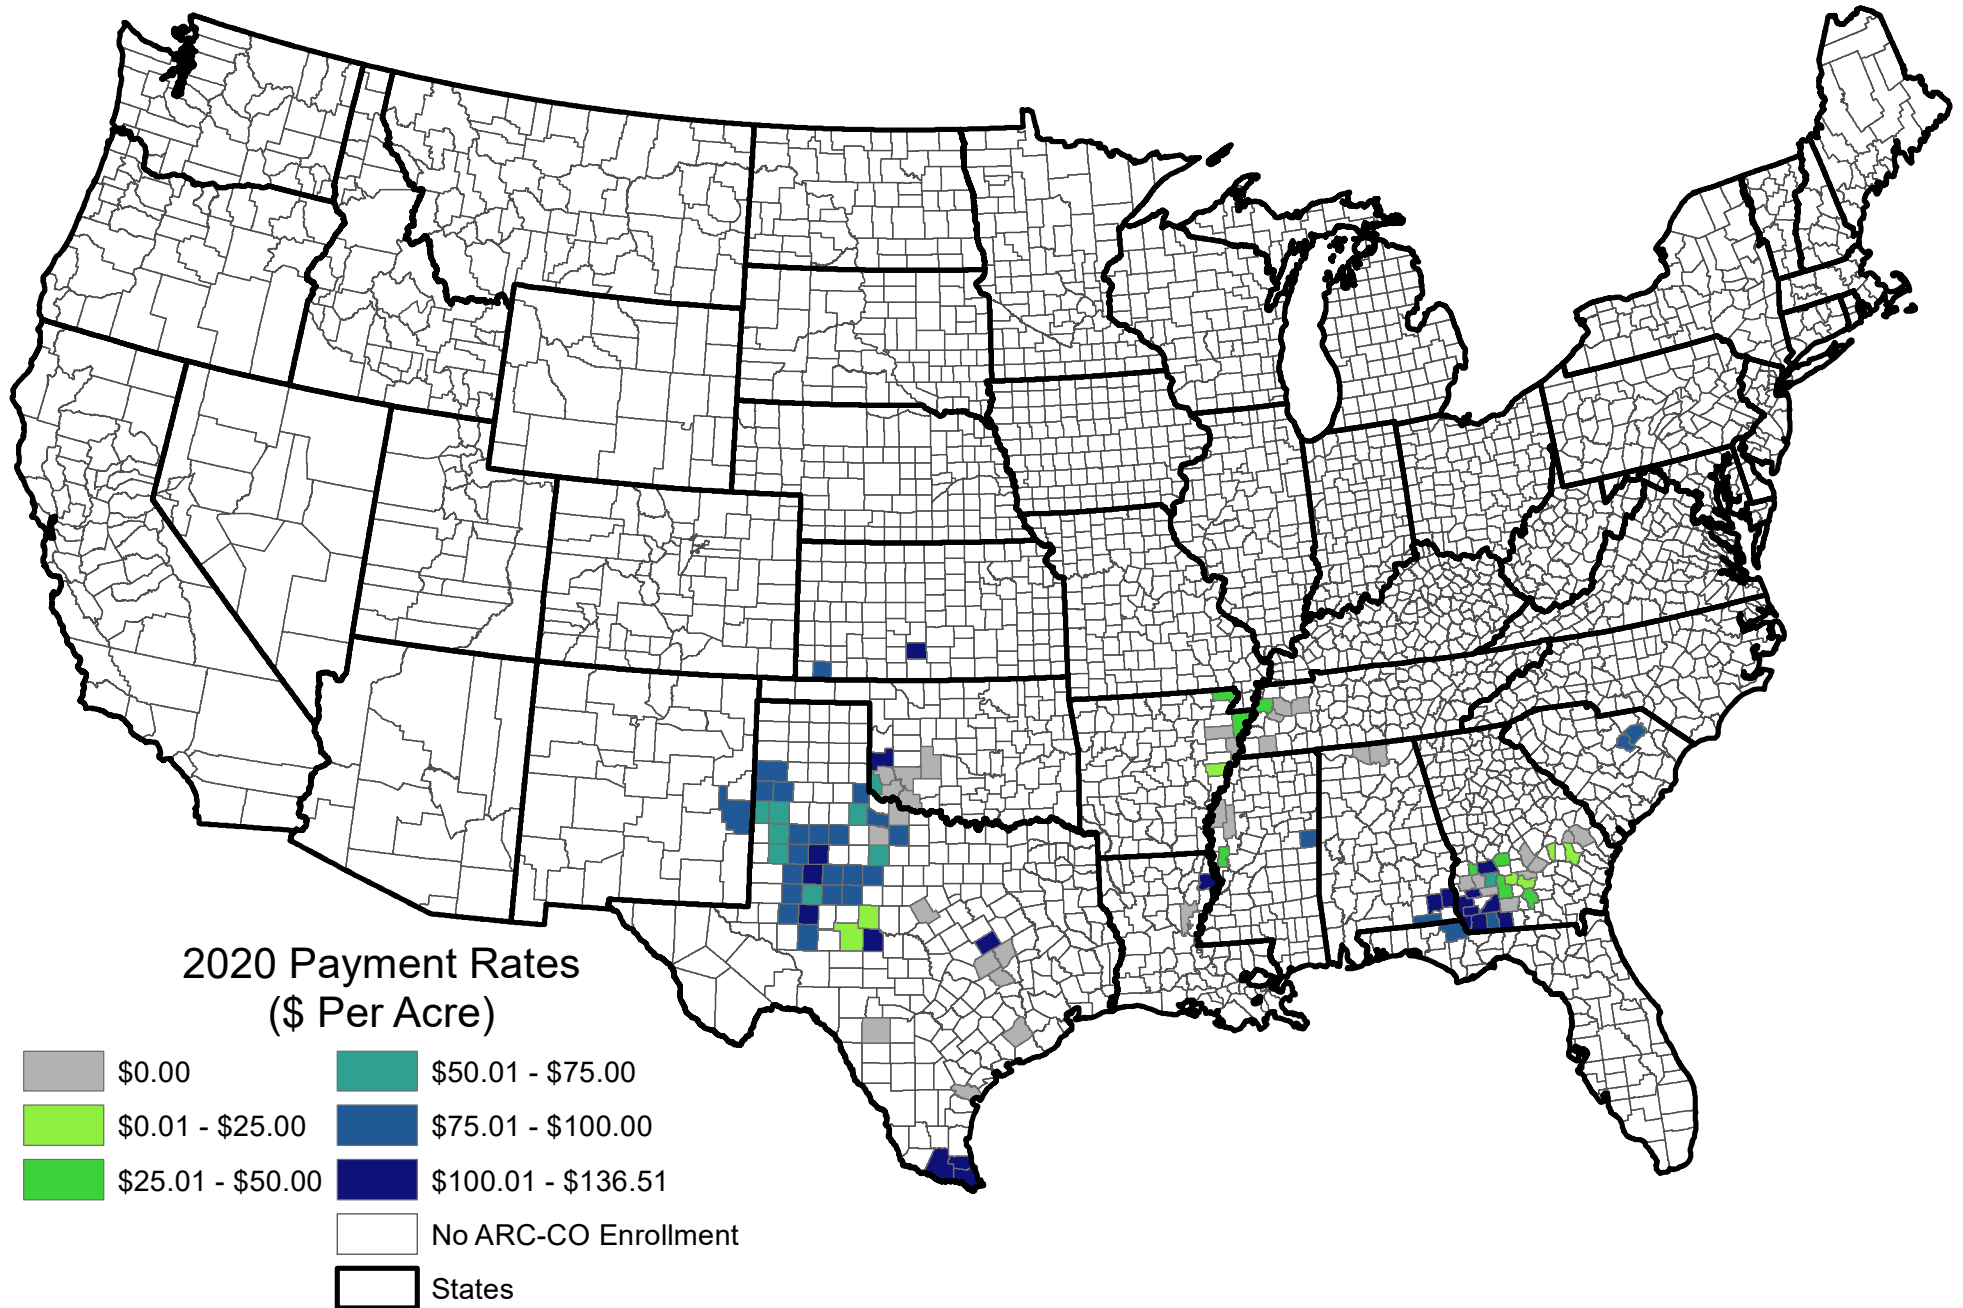 2020 Payment Rates
($ Per Acre)
$0.00
$0.01 - $25.00
$25.01 - $50.00
$50.01 - $75.00
$75.01 - $100.00
$100.01 - $136.51
No ARC-CO Enrollment
States